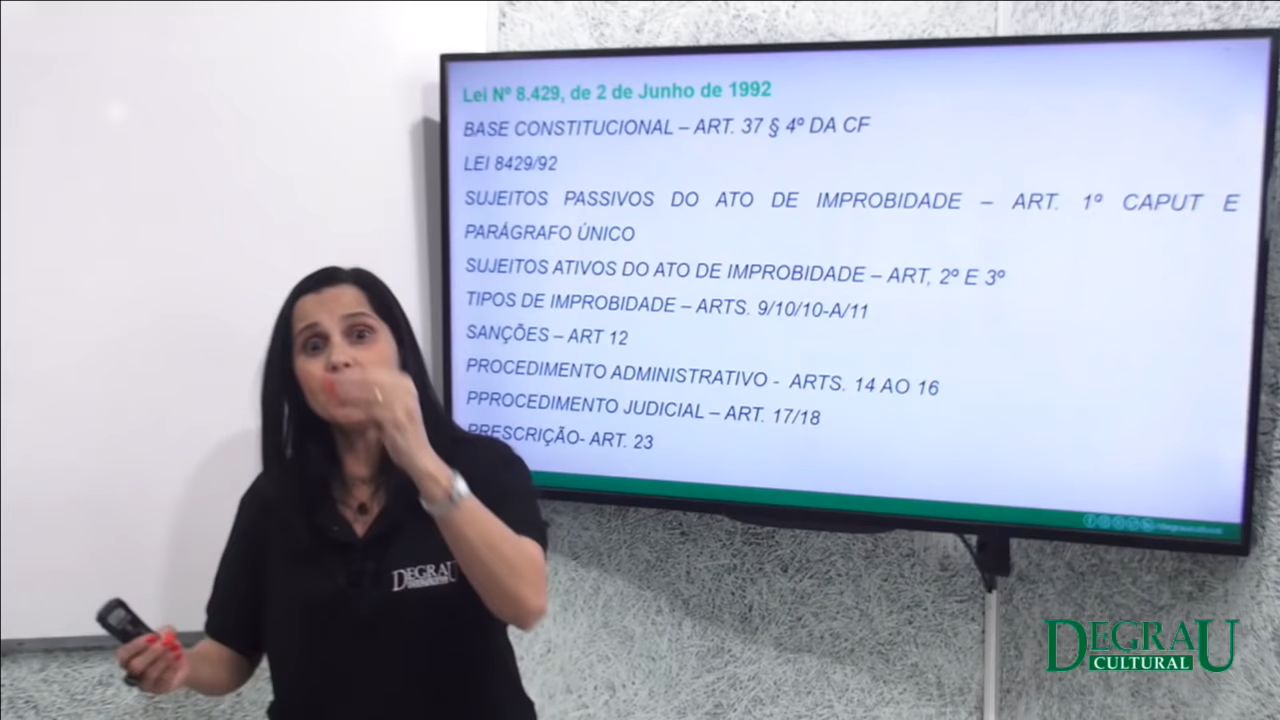 Lei Nº 8.429, de 2 de Junho de 1992
BASE CONSTITUCIONAL – ART. 37 § 4º DA CF
LEI 8429/92
SUJEITOS PASSIVOS DO ATO DE IMPROBIDADE – ART. 1º CAPUT E
PARÁGRAFO ÚNICO
SUJEITOS ATIVOS DO ATO DE IMPROBIDADE – ART, 2º E 3º
TIPOS DE IMPROBIDADE – ARTS. 9/10/10-A/11
SANÇÕES – ART 12
PROCEDIMENTO ADMINISTRATIVO - ARTS. 14 AO 16
PPROCEDIMENTO JUDICIAL – ART. 17/18
PRESCRIÇÃO- ART. 23
DEGRAU
DEGRAU
CULTURAL